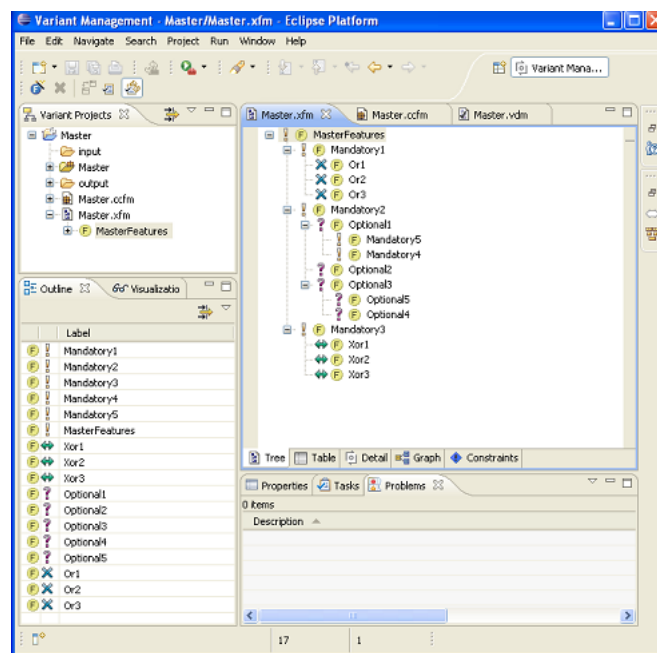 Variant Management - Master/Master.xfm - Eclipse Platform
File Edit Navigate Search Project Run Window Help
Variant Mana...
Variant Projects
Master
input
Master
output
Master.ccfm
Master.xfm
F MasterFeatures
Outline Visualizatio
Label
F Mandatory1
F Mandatory2
F Mandatory3
F Mandatory4
F Mandatory5
F MasterFeatures
F Xor1
F Xor2
F Xor3
F ? Optional1
F ? Optional2
F ? Optional3
F ? Optional4
F ? Optional5
F Or1
F Or2
F Or3
Master.xfm Master.ccfm Master.vdm
! F MasterFeatures
! F Mandatory1
F Or1
F Or2
F Or3
! F Mandatory2
? F Optional1
! F Mandatory5
! F Mandatory4
? F Optional2
? F Optional3
? F Optional5
? F Optional4
! F Mandatory3
F Xor1
F Xor2
F Xor3
Tree Table Detail Graph Constraints
Properties Tasks Problems
0 items
Description
17 1